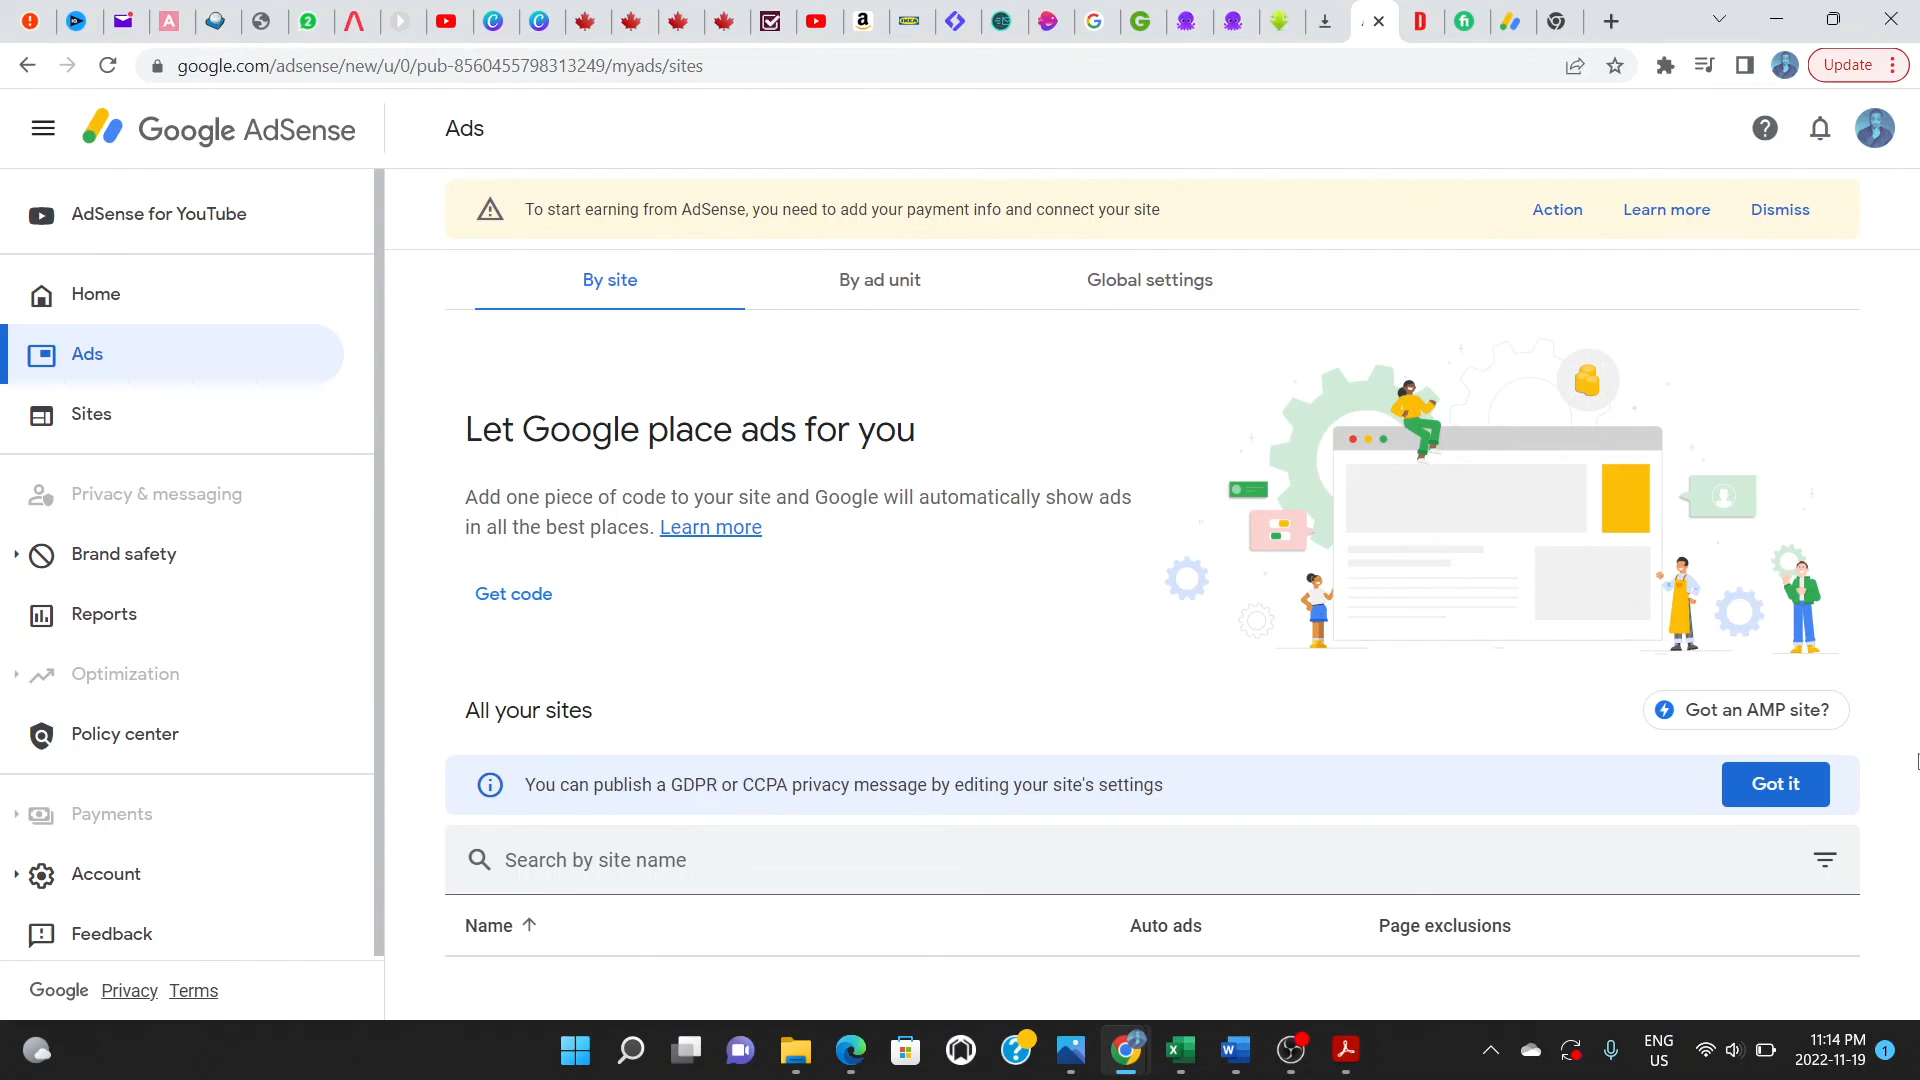 google.com/adsense/new/u/0/pub-8560455798313249/myads/sites
Update
Google AdSense
Ads
AdSense for YouTube
Home
Ads
Sites
Privacy & messaging
Brand safety
Reports
Optimization
Policy center
Payments
Account
Feedback
Google Privacy Terms
To start earning from AdSense, you need to add your payment info and connect your site
Action Learn more Dismiss
By site By ad unit Global settings
Let Google place ads for you
Add one piece of code to your site and Google will automatically show ads
in all the best places. Learn more
Get code
All your sites
Got an AMP site?
You can publish a GDPR or CCPA privacy message by editing your site's settings
Got it
Search by site name
Name Auto ads Page exclusions
ENG
US
11:14 PM
2022-11-19
1